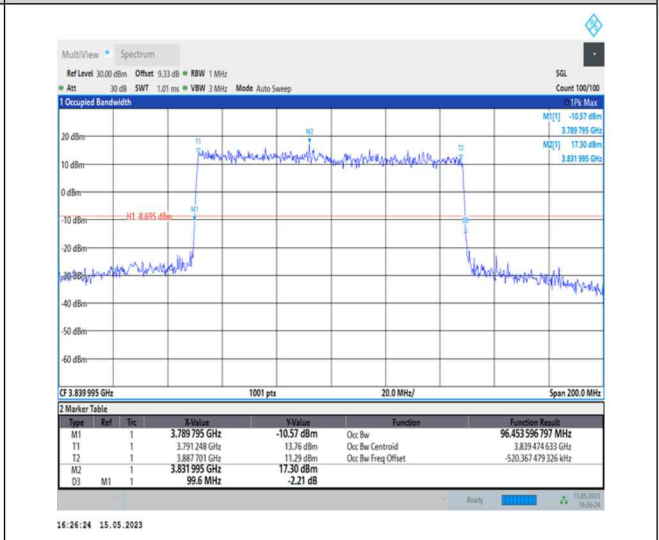 MultiView Spectrum
Ref Level 30.00 dBm Offset 9.33 dB RBW 1 MHz SGL
Att 30 dB SWT 1.01 ms VBW 3 MHz Mode Auto Sweep Count 100/100
1 Occupied Bandwidth 1Pk Max
M1[1] -10.57 dBm
3.789 795 GHz
M2[1] 17.30 dBm
3.831 995 GHz
M2
T1
T2
20 dBm
10 dBm
0 dBm
M1
H1 -8.695 dBm
-10 dBm
D3
-20 dBm
-30 dBm
-40 dBm
-50 dBm
-60 dBm
CF 3.839 995 GHz 1001 pts 20.0 MHz/ Span 200.0 MHz
2 Marker Table
Type Ref Trc X-Value Y-Value Function Function Result
M1 1 3.789 795 GHz -10.57 dBm Occ Bw 96.453 596 797 MHz
T1 1 3.791 248 GHz 13.76 dBm Occ Bw Centroid 3.839 474 633 GHz
T2 1 3.887 701 GHz 11.29 dBm Occ Bw Freq Offset -520.367 479 326 kHz
M2 1 3.831 995 GHz 17.30 dBm
D3 M1 1 99.6 MHz -2.21 dB
Ready 15.05.2023
16:26:24
16:26:24 15.05.2023